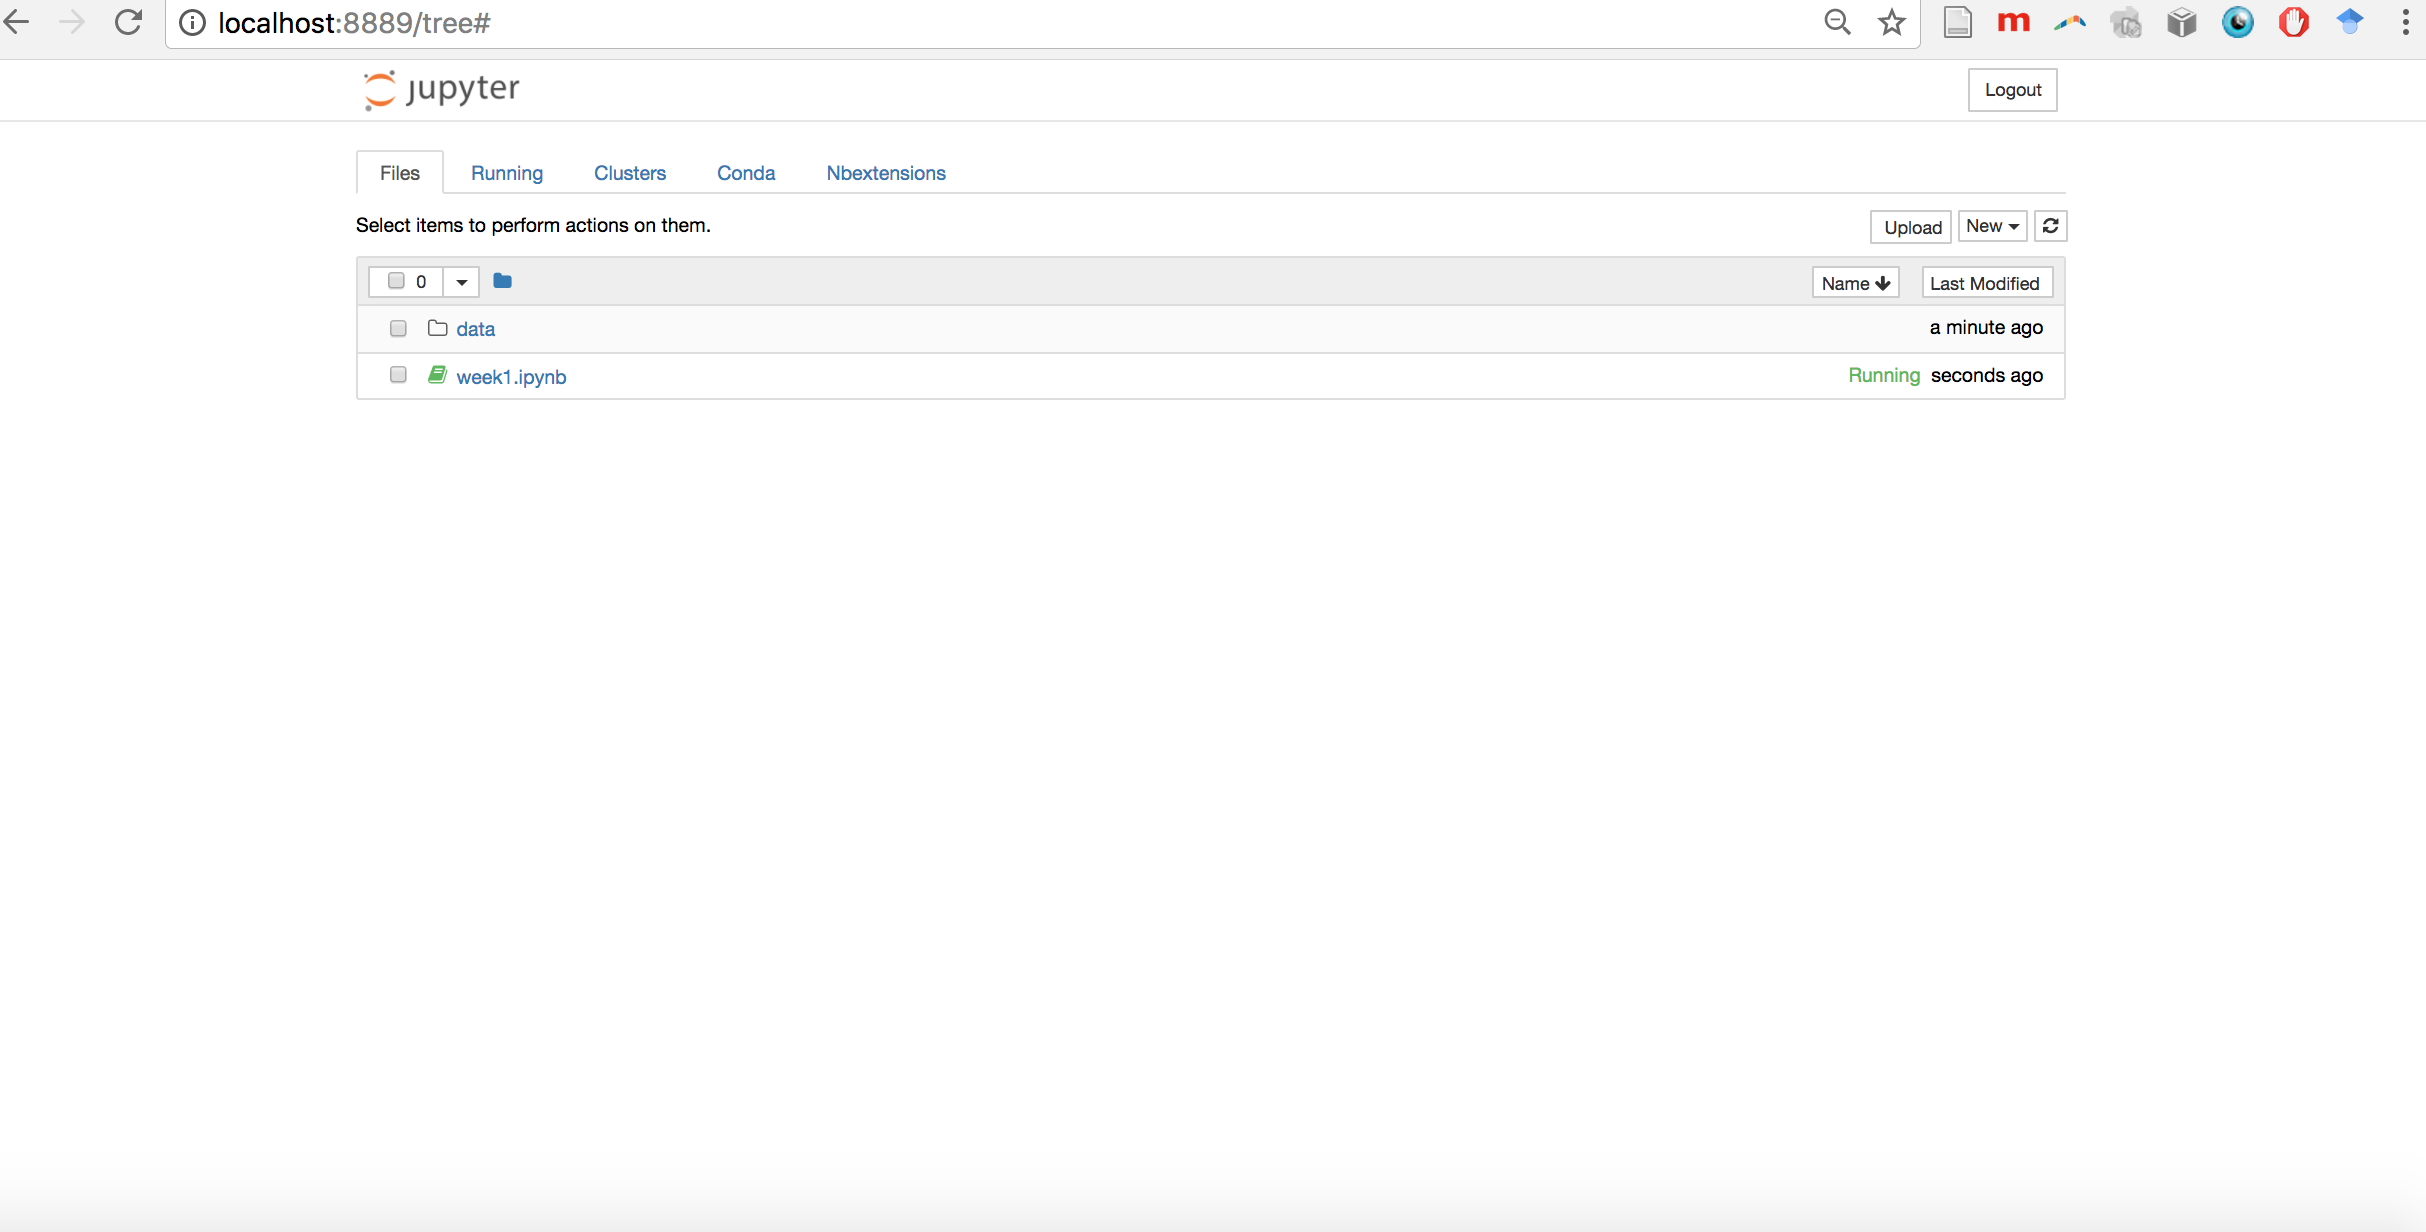 localhost:8889/tree#
m
jupyter
Logout
Files Running Clusters Conda Nbextensions
Select items to perform actions on them.
Upload New
0 Name Last Modified
data a minute ago
week1.ipynb Running seconds ago